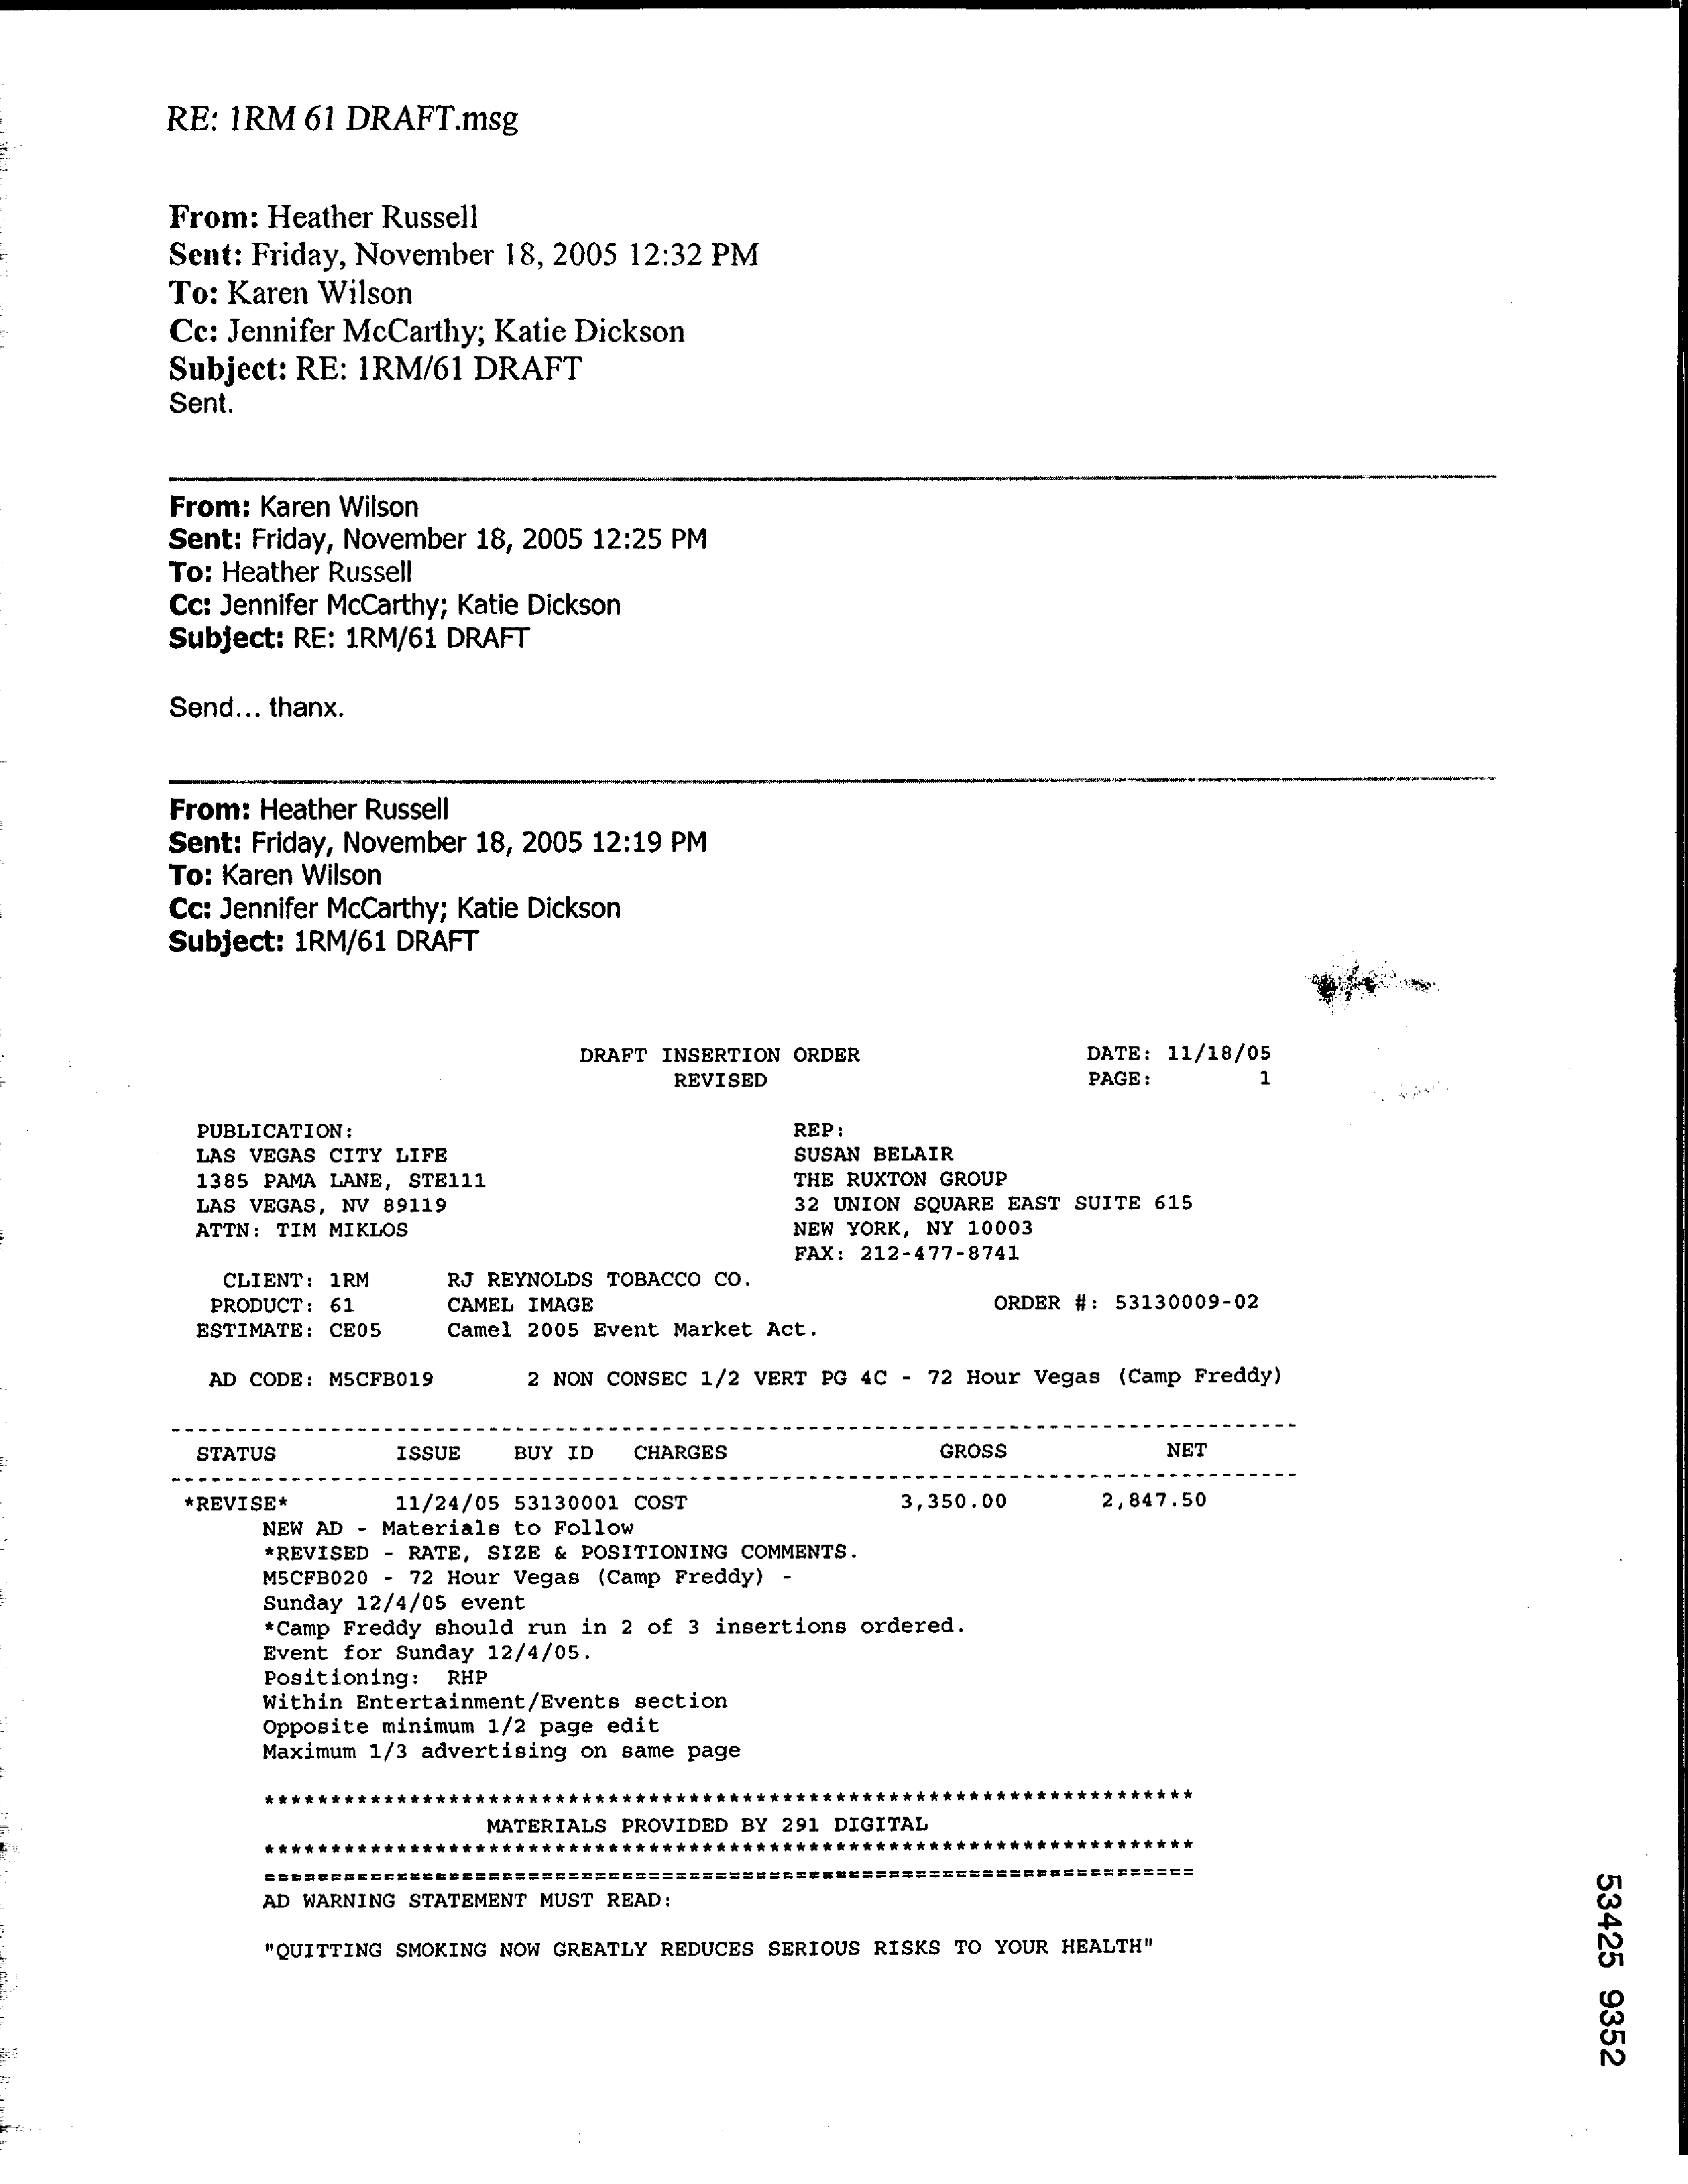 RE: 1RM 61 DRAFT.msg
From: Heather Russell
Sent: Friday, November 18, 2005 12:32 PM
To: Karen Wilson
Cc: Jennifer McCarthy; Katie Dickson
Subject: RE: 1RM/61 DRAFT
Sent.
From: Karen Wilson
Sent: Friday, November 18, 2005 12:25 PM
To: Heather Russell
Cc: Jennifer McCarthy; Katie Dickson
Subject: RE: 1RM/61 DRAFT
Send... thanx.
From: Heather Russell
Sent: Friday, November 18, 2005 12:19 PM
To: Karen Wilson
Cc: Jennifer McCarthy; Katie Dickson
Subject: 1RM/61 DRAFT
DRAFT INSERTION ORDER DATE: 11/18/05
REVISED PAGE: 1
PUBLICATION: REP:
LAS VEGAS CITY LIFE SUSAN BELAIR
1385 PAMA LANE, STE111 THE RUXTON GROUP
LAS VEGAS, NV 89119 32 UNION SQUARE EAST SUITE 615
ATTN: TIM MIKLOS NEW YORK, NY 10003
FAX: 212-477-8741
CLIENT: 1RM RJ REYNOLDS TOBACCO CO.
PRODUCT: 61 CAMEL IMAGE ORDER #: 53130009-02
ESTIMATE: CE05 Camel 2005 Event Market Act.
AD CODE: M5CFB019 2 NON CONSEC 1/2 VERT PG 4C - 72 Hour Vegas (Camp Freddy)
STATUS ISSUE BUY ID CHARGES GROSS NET
*REVISE* 11/24/05 53130001 COST 3,350.00 2,847.50
NEW AD - Materials to Follow
*REVISED - RATE, SIZE & POSITIONING COMMENTS.
M5CFB020 - 72 Hour Vegas (Camp Freddy) -
Sunday 12/4/05 event
*Camp Freddy should run in 2 of 3 insertions ordered.
Event for Sunday 12/4/05.
Positioning: RHP
Within Entertainment/Events section
Opposite minimum 1/2 page edit
Maximum 1/3 advertising on same page
**********************************************************************
MATERIALS PROVIDED BY 291 DIGITAL
**********************************************************************
======================================================================
AD WARNING STATEMENT MUST READ:
"QUITTING SMOKING NOW GREATLY REDUCES SERIOUS RISKS TO YOUR HEALTH"
53425 9352